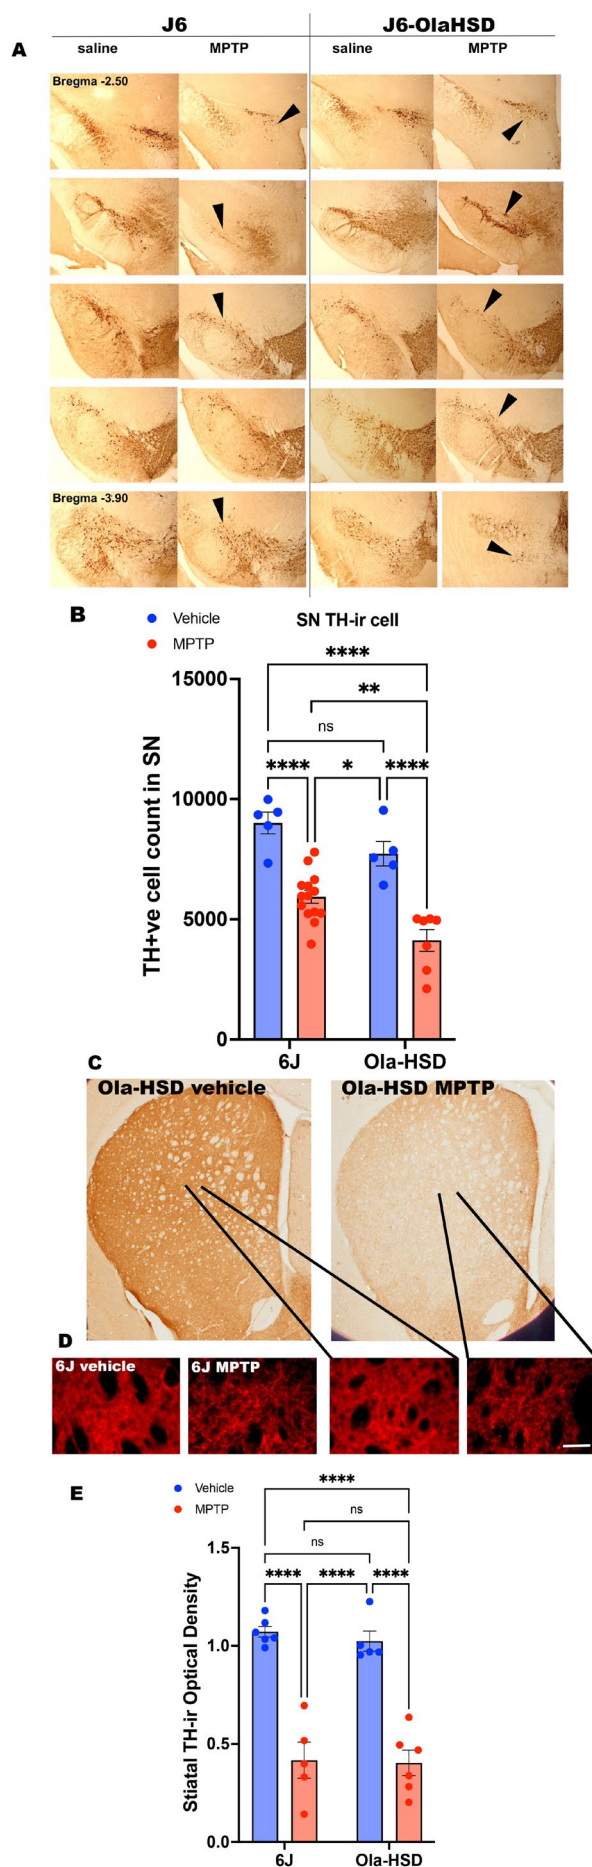 J6 J6-OlaHSD
A saline MPTP saline MPTP
Bregma -2.50
Bregma -3.90
B Vehicle SN TH-ir cell
MPTP
****
**
ns
**** * ****
TH+ve cell count in SN
15000
10000
5000
0
6J Ola-HSD
C
Ola-HSD vehicle Ola-HSD MPTP
D
6J vehicle 6J MPTP
E Vehicle
MPTP
****
ns
ns
**** **** ****
Stiatal TH-ir Optical Density
1.5
1.0
0.5
0.0
6J Ola-HSD